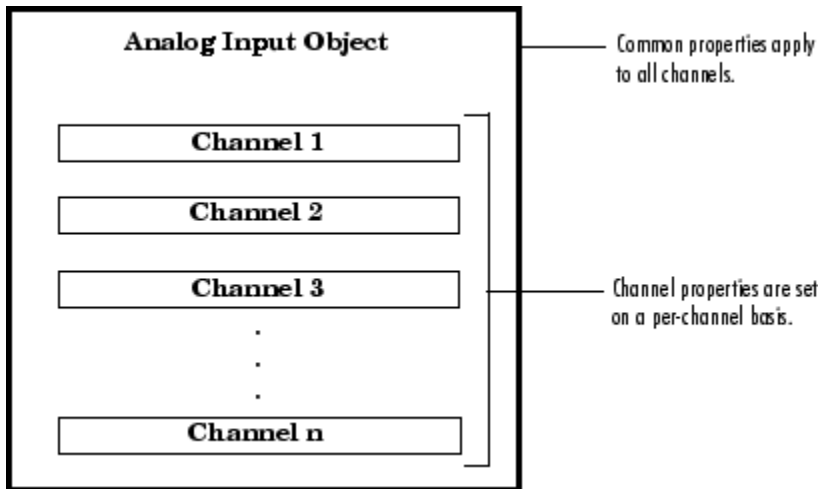 Analog Input Object
Common properties apply
to all channels.
Channel 1
Channel 2
Channel 3
Channel properties are set
on a per-channel basis.
.
.
.
Channel n